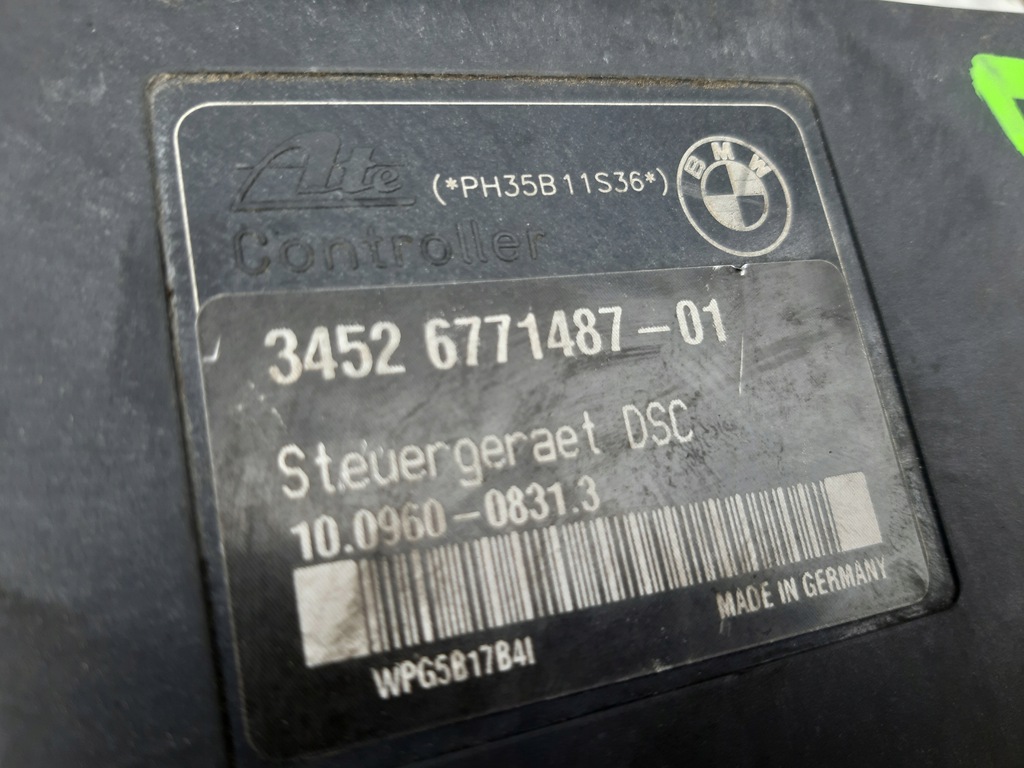 Ate (*PH35B11S36*) BMW
Controller
3452 6771487-01
Steuergeraet DSC
10.0960-0831.3
MADE IN GERMANY
WPG5B17B4I